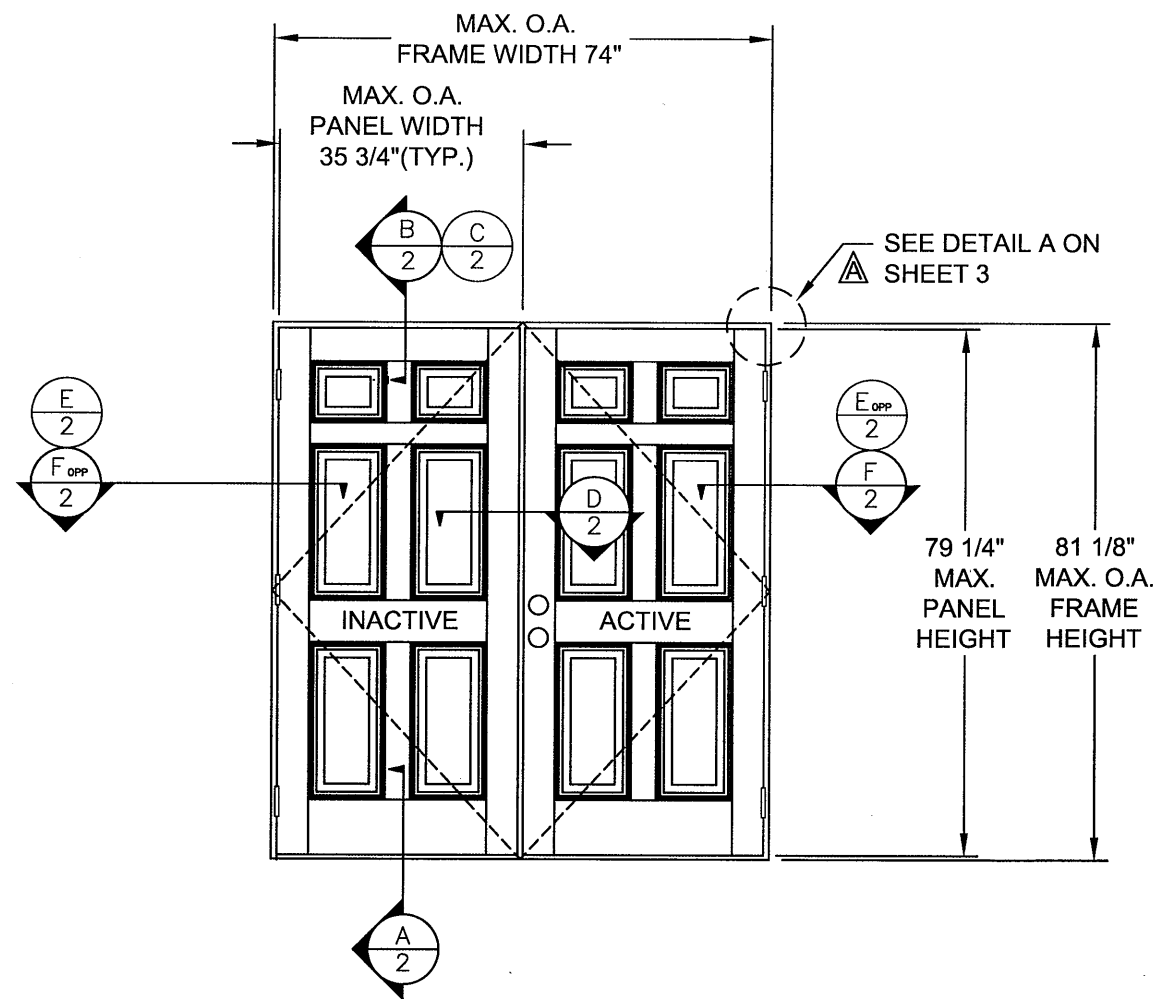 MAX. O.A.
FRAME WIDTH 74"
MAX. O.A.
PANEL WIDTH
35 3/4"(TYP.)
B
2
C
2
SEE DETAIL A ON
A
SHEET 3
E
2
F OPP
2
E OPP
2
F
2
D
2
79 1/4"
MAX.
PANEL
HEIGHT
81 1/8"
MAX. O.A.
FRAME
HEIGHT
INACTIVE
ACTIVE
A
2